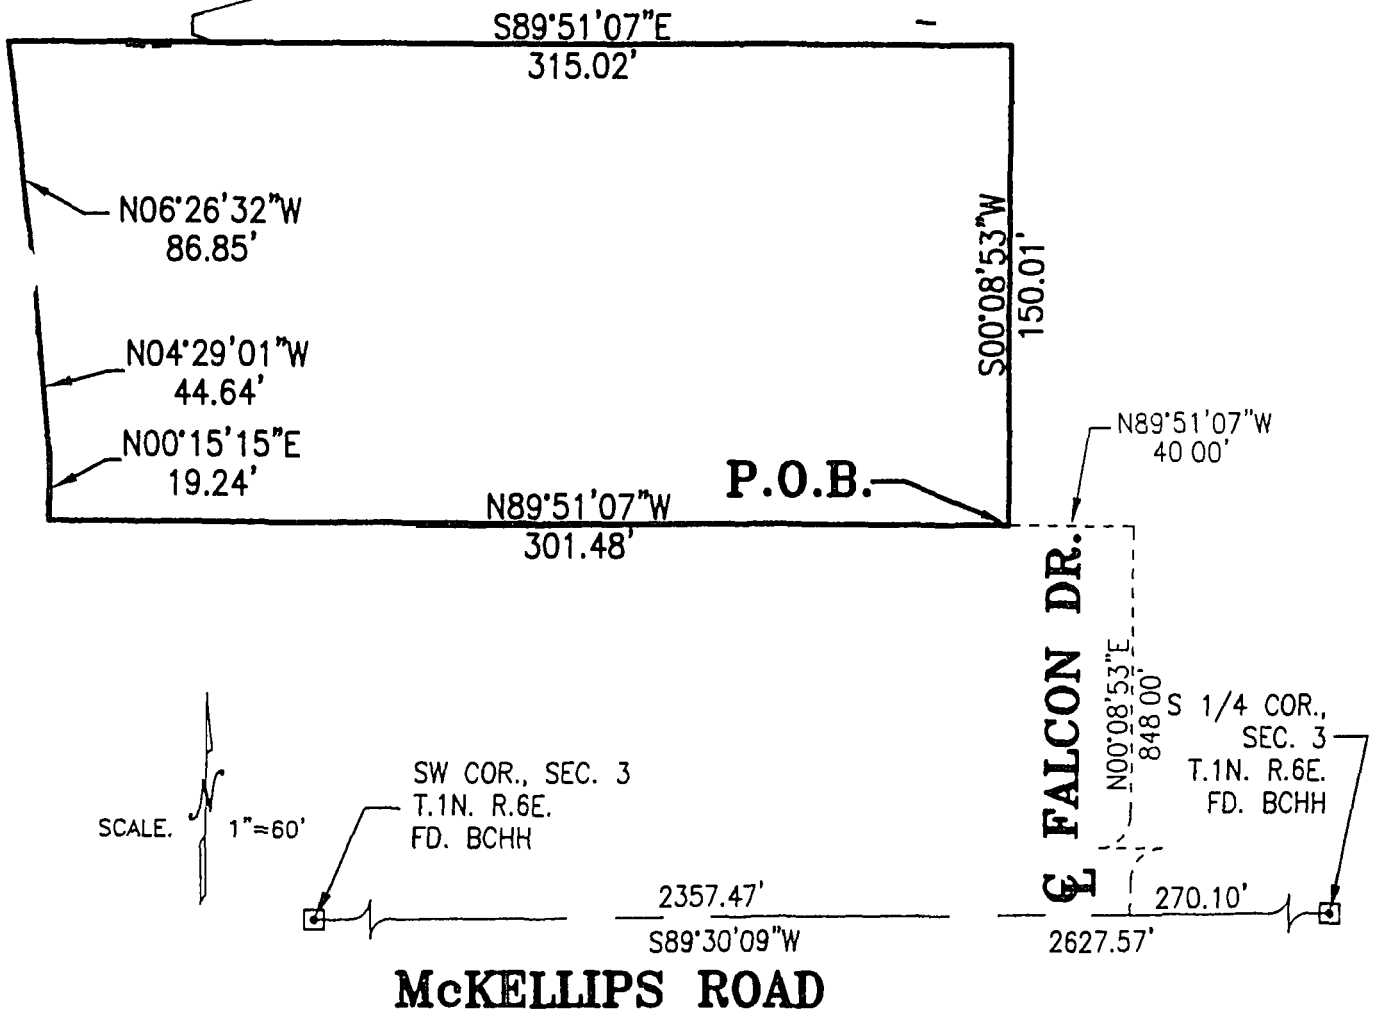 S89°51'07"E
315.02'
N06°26'32"W
86.85'
S00°08'53"W
150.01'
N04°29'01"W
44.64'
N00°15'15"E
19.24'
N89°51'07"W
40 00'
P.O.B.
N89°51'07"W
301.48'
℄ FALCON DR.
N00°08'53"E
848 00'
S 1/4 COR.,
SEC. 3
T.1N. R.6E.
FD. BCHH
SW COR., SEC. 3
T.1N. R.6E.
FD. BCHH
N
SCALE. 1"=60'
2357.47'
270.10'
S89°30'09"W
2627.57'
McKELLIPS ROAD